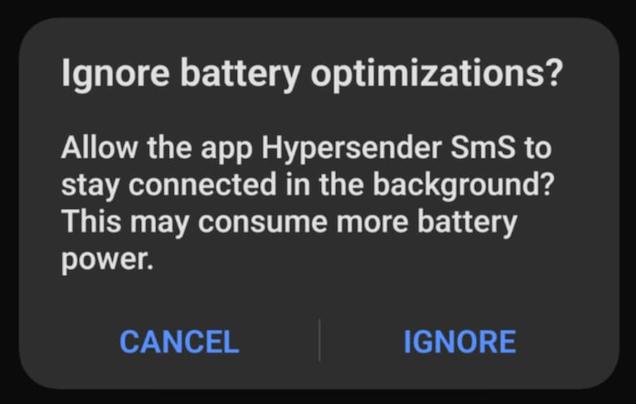 Ignore battery optimizations?
Allow the app Hypersender SmS to
stay connected in the background?
This may consume more battery
power.
CANCEL
IGNORE